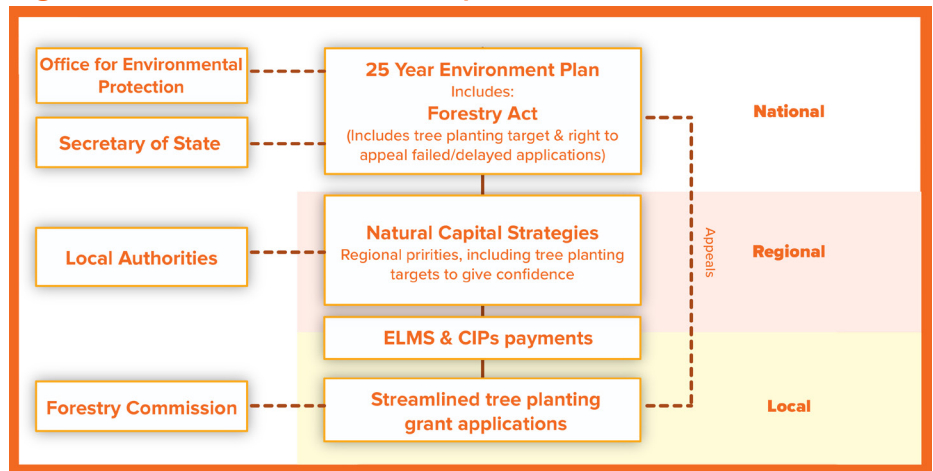 Office for Environmental
Protection
Secretary of State
25 Year Environment Plan
Includes:
Forestry Act
(Includes tree planting target & right to
appeal failed/delayed applications)
National
Local Authorities
Natural Capital Strategies
Regional pririties, including tree planting
targets to give confidence
Appeals
Regional
ELMS & CIPs payments
Forestry Commission
Streamlined tree planting
grant applications
Local